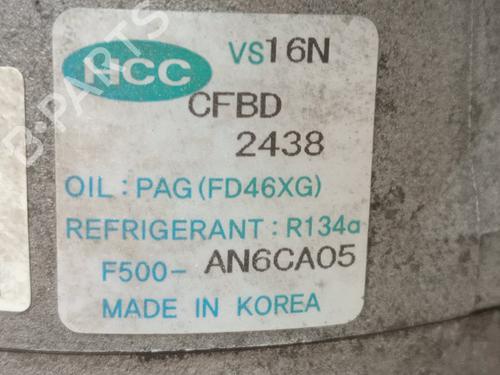 HCC VS16N
CFBD
2438
OIL : PAG (FD46XG)
REFRIGERANT : R134a
F500- AN6CA05
MADE IN KOREA
B-PARTS